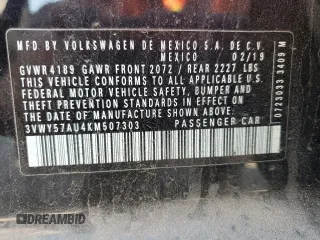 MFD BY VOLKSWAGEN DE MEXICO S.A. DE C.V.
MEXICO 02/19
GVWR 4189 GAWR FRONT 2072 / REAR 2227 LBS
THIS VEHICLE CONFORMS TO ALL APPLICABLE U.S.
FEDERAL MOTOR VEHICLE SAFETY, BUMPER AND
THEFT PREVENTION STANDARDS IN EFFECT ON THE
DATE OF MANUFACTURE SHOWN ABOVE.
3VWY57AU4KM507303 PASSENGER CAR
0723033 3409 M
DREAMBID